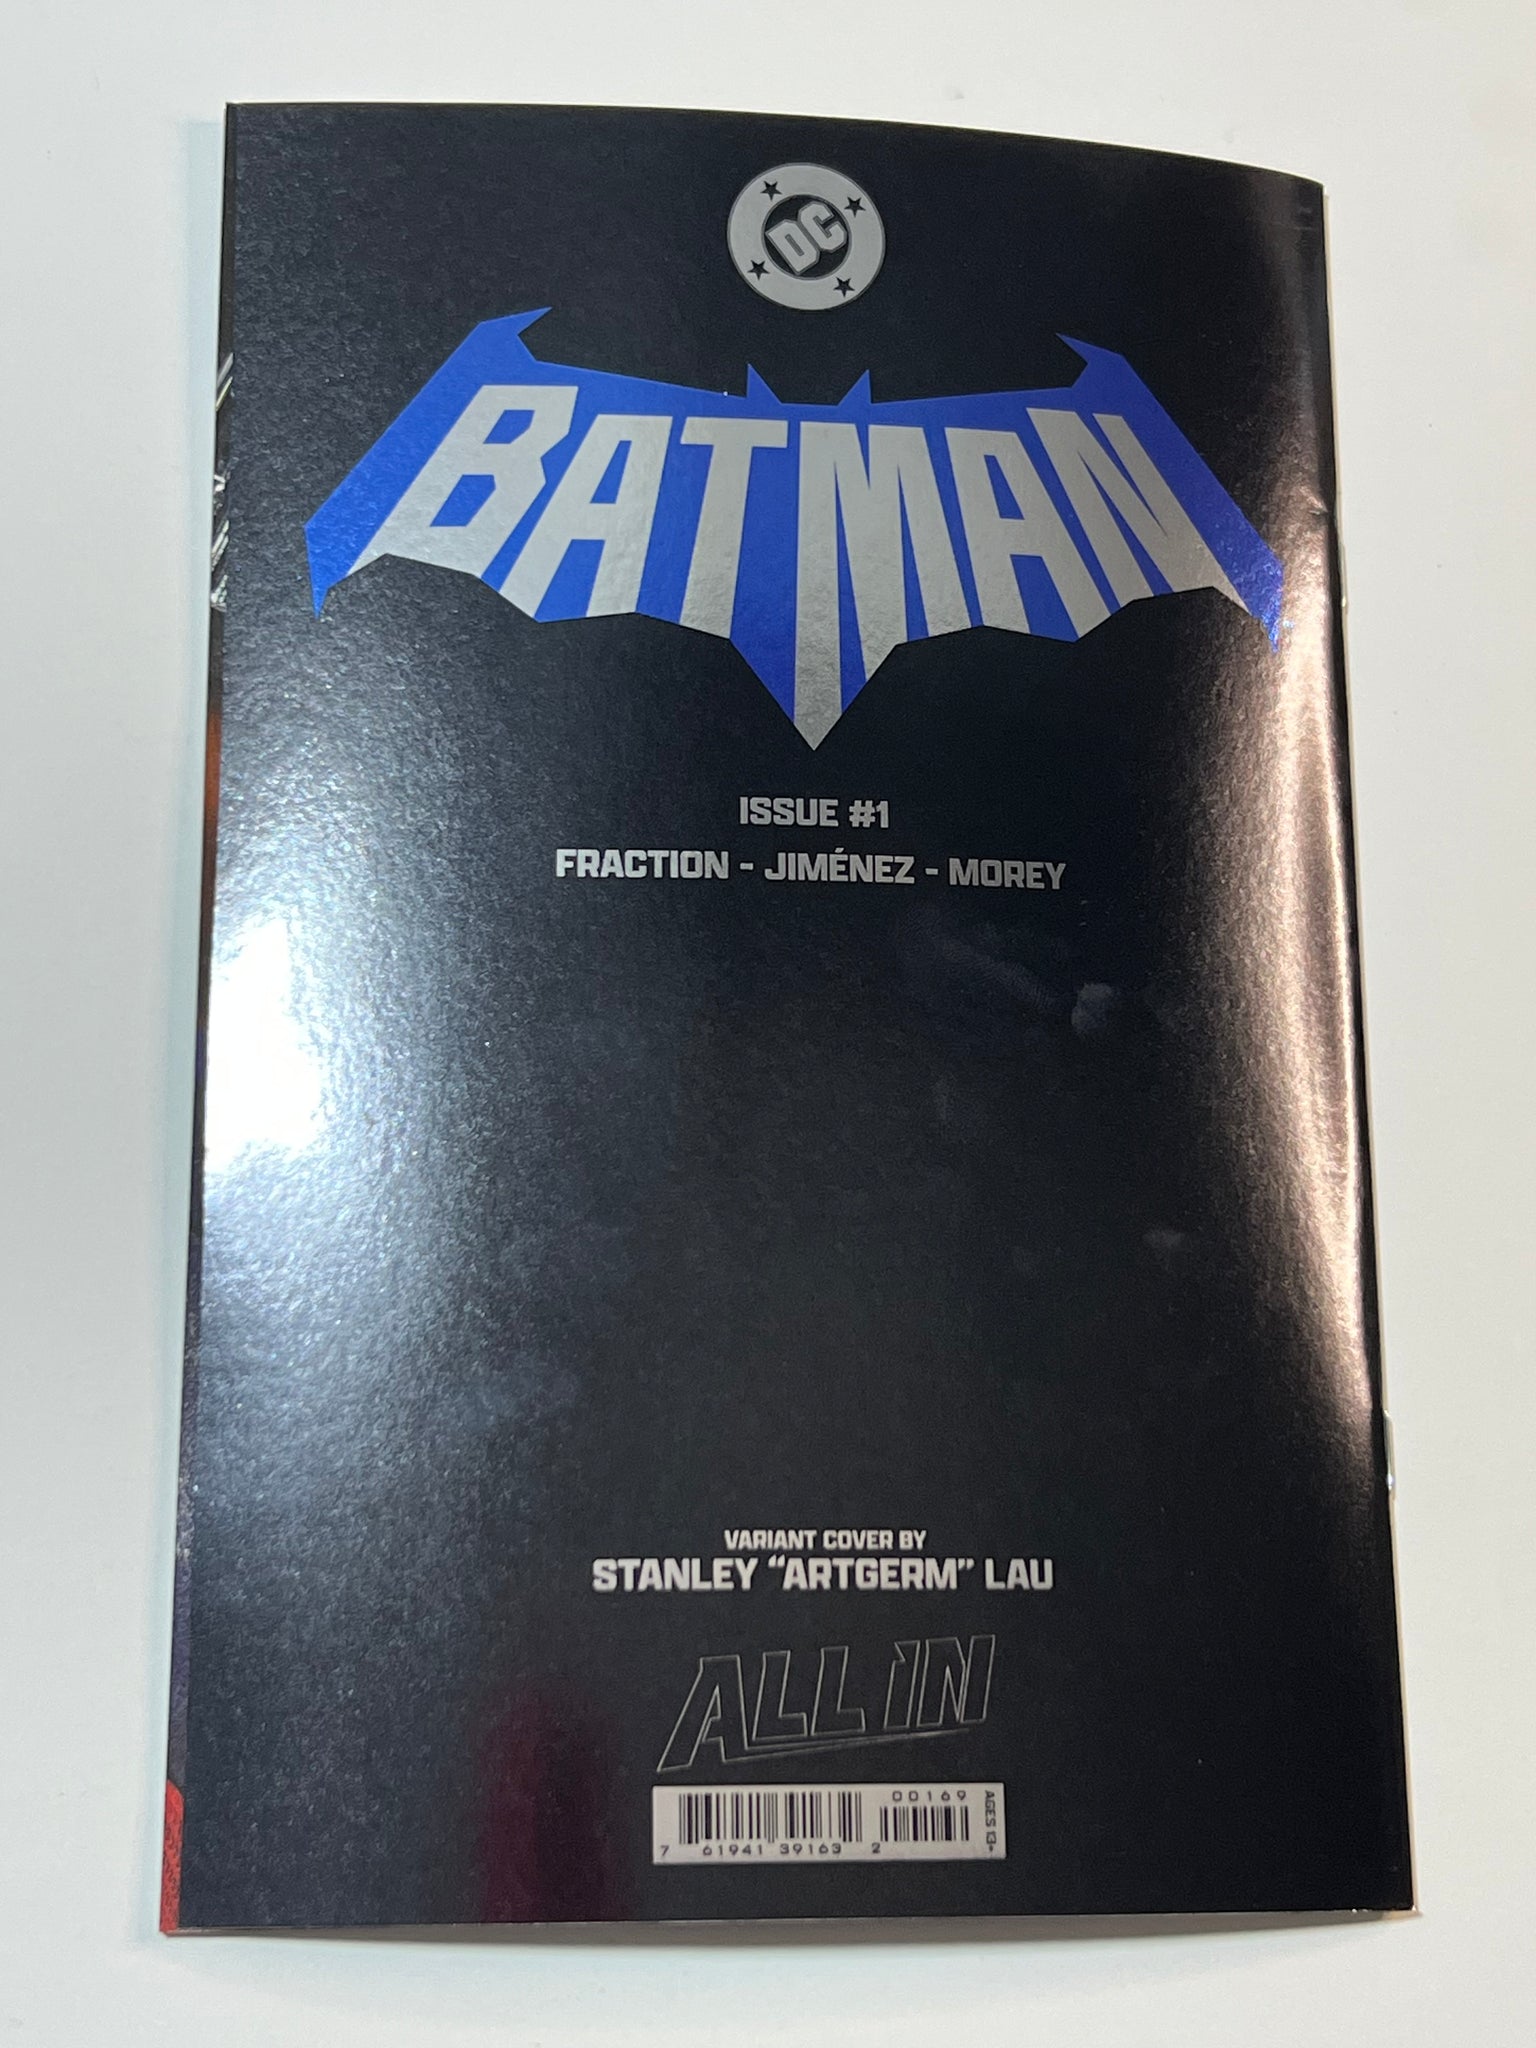 DC
BATMAN
ISSUE #1
FRACTION - JIMÉNEZ - MOREY
VARIANT COVER BY
STANLEY “ARTGERM” LAU
ALL IN
00169
AGES 13+
7 61941 39163 2